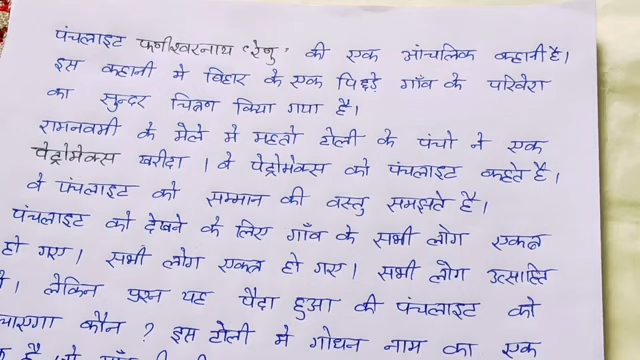 पंचलाइट फणीश्वरनाथ 'रेणु' की एक आंचलिक कहानी है।
इस कहानी मे बिहार के एक पिछड़े गाँव के परिवेश
का सुन्दर चित्रण किया गया है।
रामनवमी के मेले मे महतो टोली के पंचो ने एक
पेट्रोमेक्स खरीदा । वे पेट्रोमेक्स को पंचलाइट कहते है।
वे पंचलाइट को सम्मान की वस्तु समझते है।
पंचलाइट को देखने के लिए गाँव के सभी लोग एकत्र
हो गए। सभी लोग एकत्र हो गए। सभी लोग उत्साहित
। लेकिन प्रश्न यह पैदा हुआ की पंचलाइट को
कौन ? इस टोली मे गोधन नाम का एक